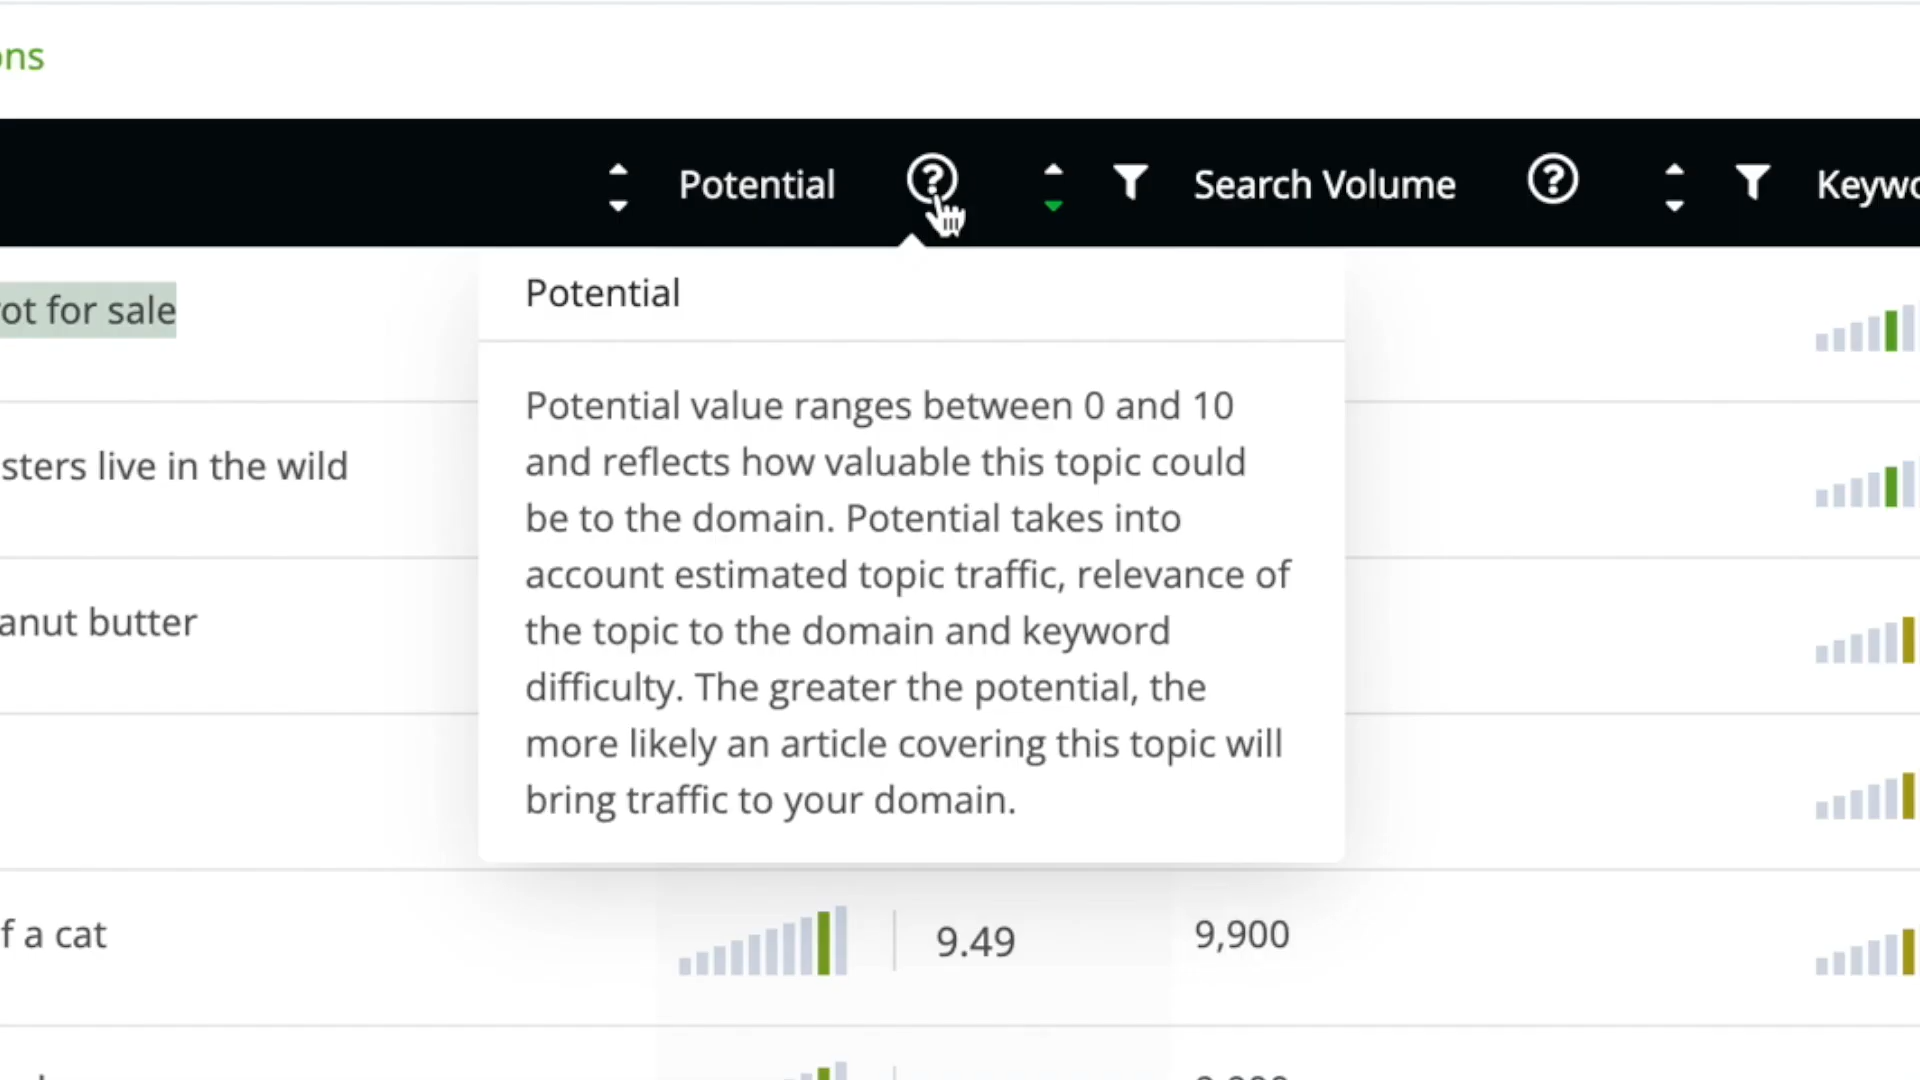 ons
Potential
Search Volume
Keywo
Potential
ot for sale
Potential value ranges between 0 and 10
and reflects how valuable this topic could
sters live in the wild
be to the domain. Potential takes into
account estimated topic traffic, relevance of
anut butter
the topic to the domain and keyword
difficulty. The greater the potential, the
more likely an article covering this topic will
bring traffic to your domain.
f a cat
9.49
9,900